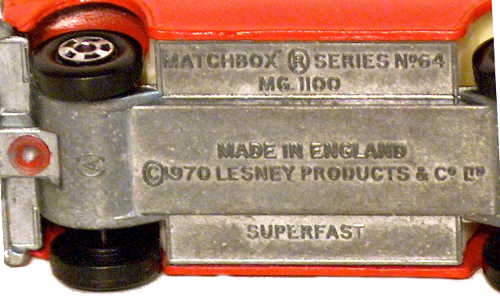 MATCHBOX ® SERIES Nº64
MG. 1100
MADE IN ENGLAND
©1970 LESNEY PRODUCTS & Cº LTD
SUPERFAST